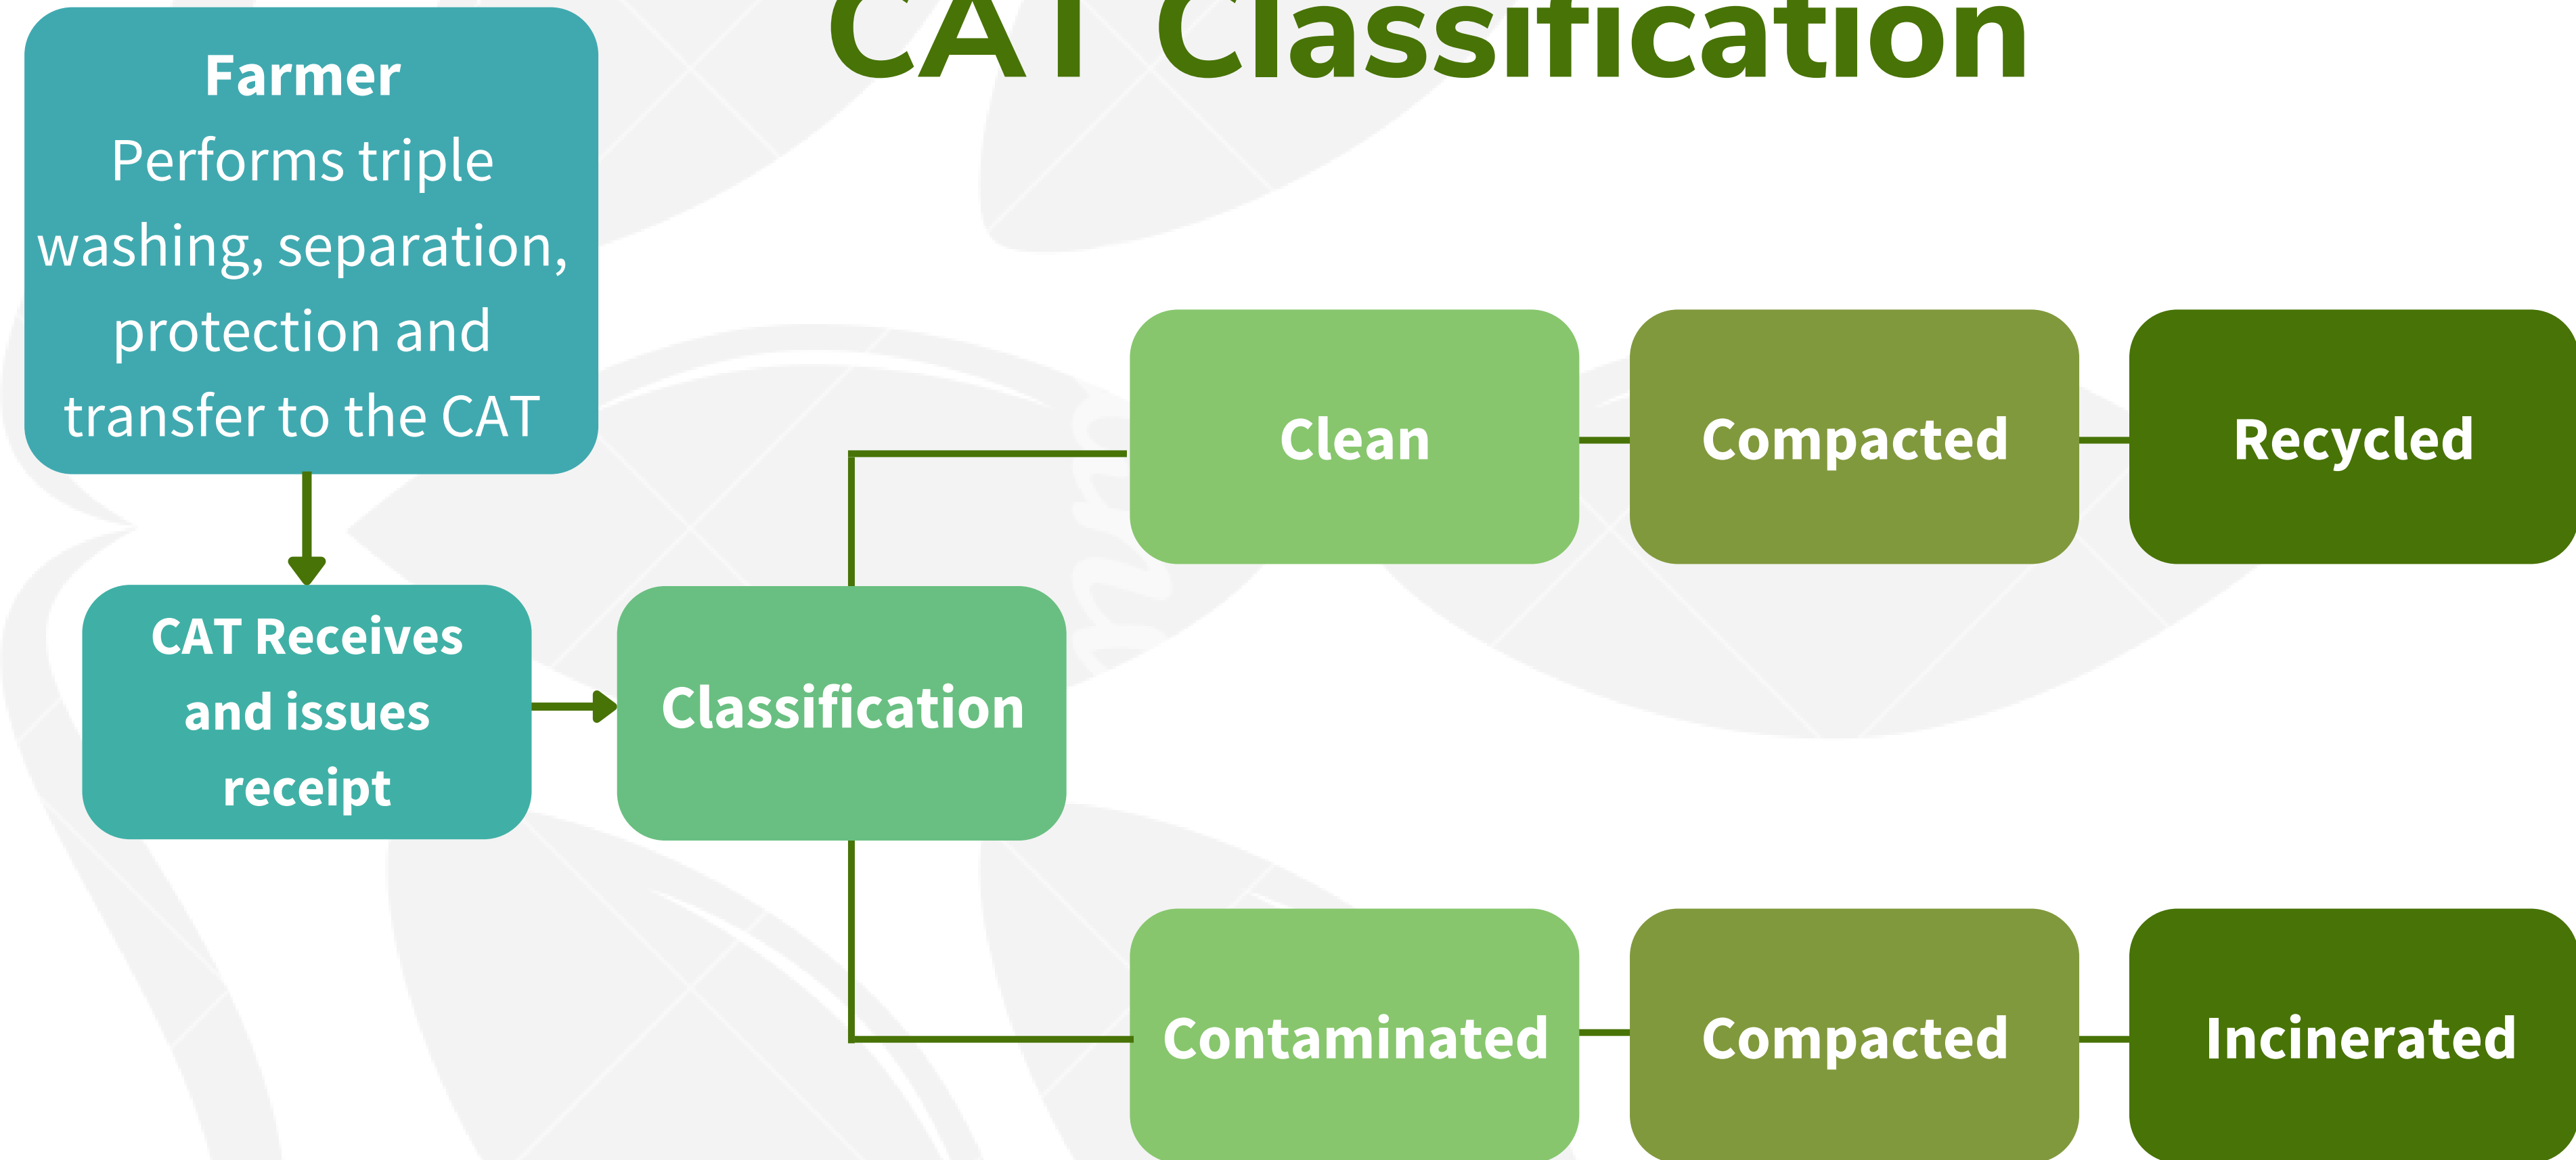 CAT Classification
Farmer
Performs triple
washing, separation,
protection and
transfer to the CAT
CAT Receives
and issues
receipt
Classification
Clean
Compacted
Recycled
Contaminated
Compacted
Incinerated